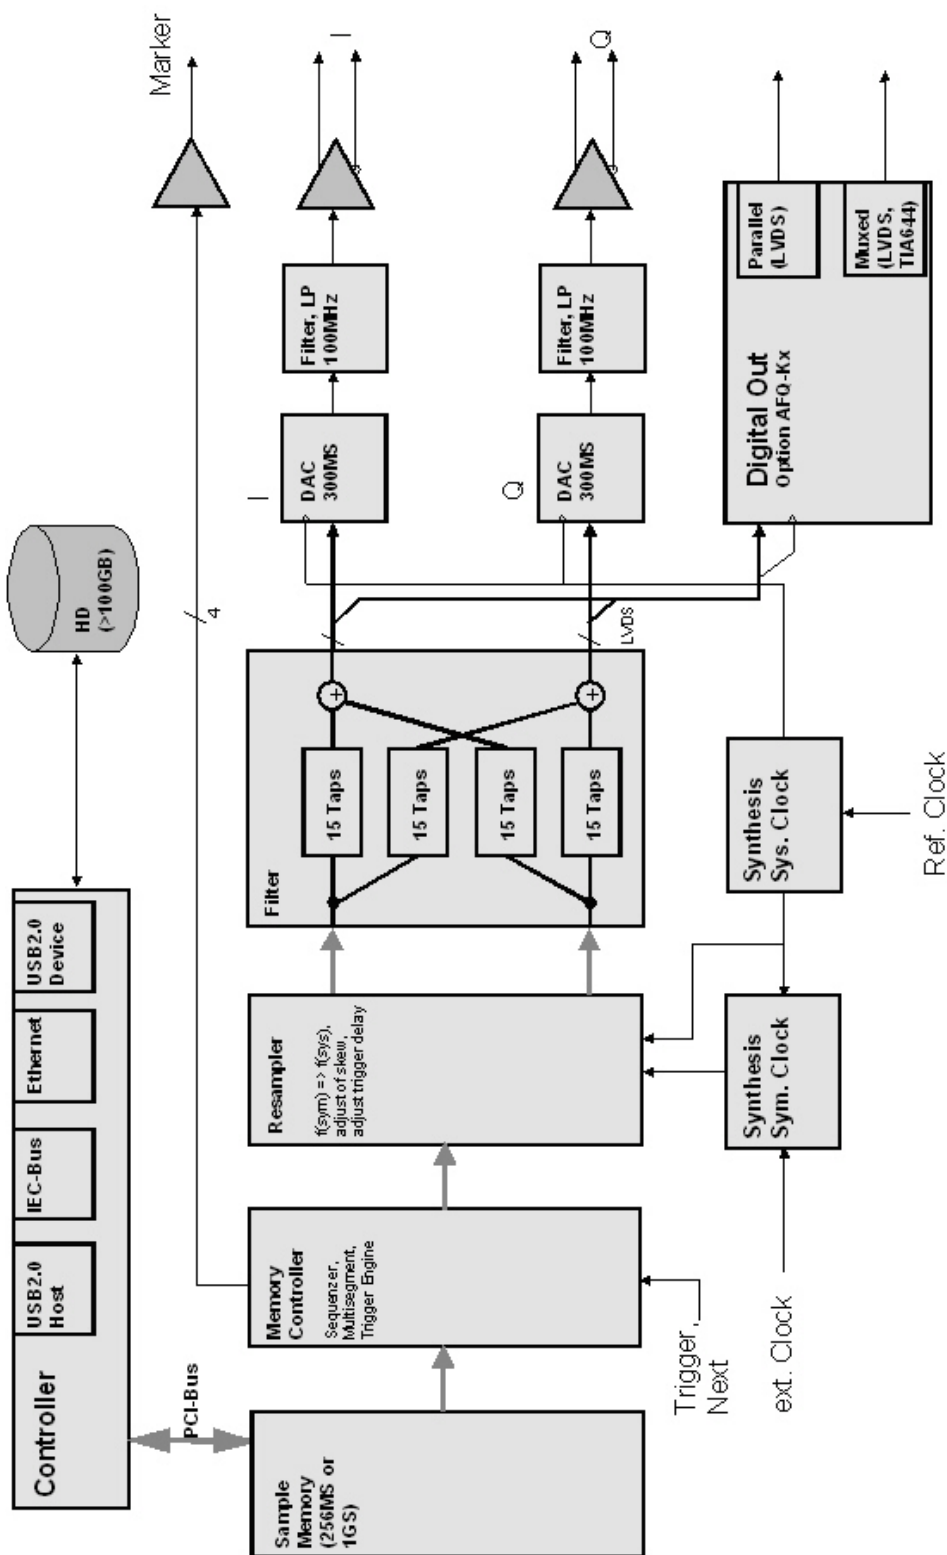 Controller
USB2.0
Host
IEC-Bus
Ethernet
USB2.0
Device
HD
(>100GB)
PCI-Bus
Marker
4
Sample
Memory
(256MS or
1GS)
Memory
Controller
Sequenzer,
Multisegment,
Trigger Engine
Resampler
f(sym) = > f(sys),
adjust of skew,
adjust trigger delay
Filter
15 Taps
15 Taps
15 Taps
15 Taps
LVDS
I
DAC
300MS
Filter, LP
100MHz
I
Q
DAC
300MS
Filter, LP
100MHz
Q
Trigger,
Next
ext. Clock
Synthesis
Sym. Clock
Synthesis
Sys. Clock
Ref. Clock
Digital Out
Option AFQ-Kx
Parallel
(LVDS)
Muxed
(LVDS,
TIA644)